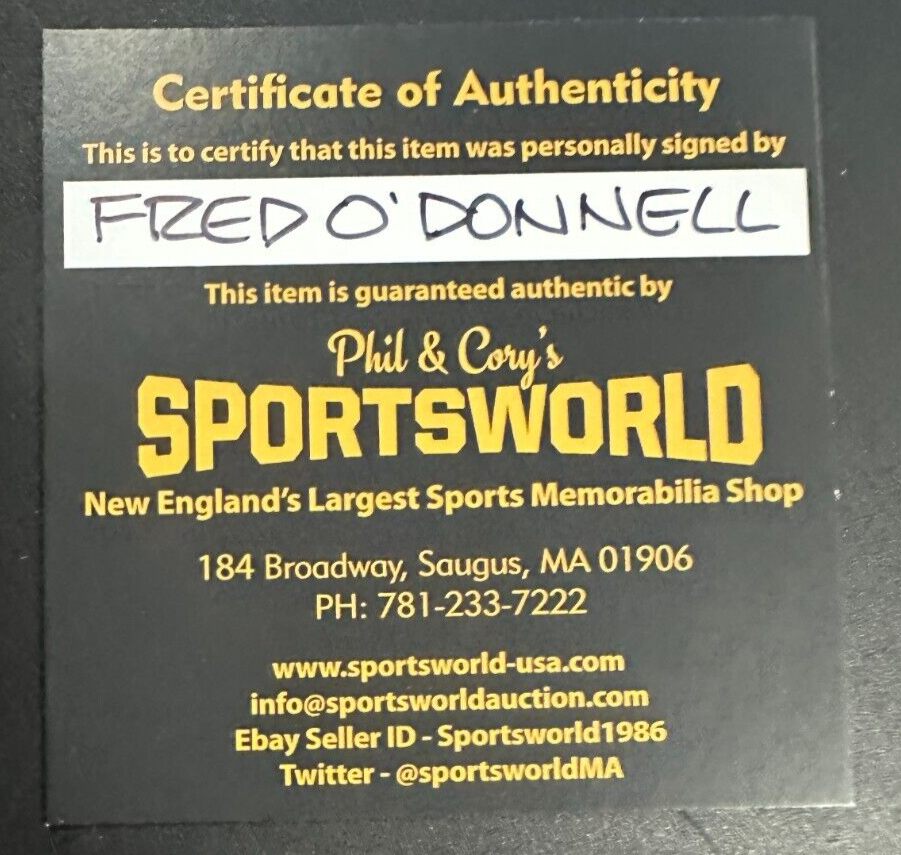 Certificate of Authenticity
This is to certify that this item was personally signed by
FRED O'DONNELL
This item is guaranteed authentic by
Phil & Cory's
SPORTSWORLD
New England's Largest Sports Memorabilia Shop
184 Broadway, Saugus, MA 01906
PH: 781-233-7222
www.sportsworld-usa.com
info@sportsworldauction.com
Ebay Seller ID - Sportsworld1986
Twitter - @sportsworldMA